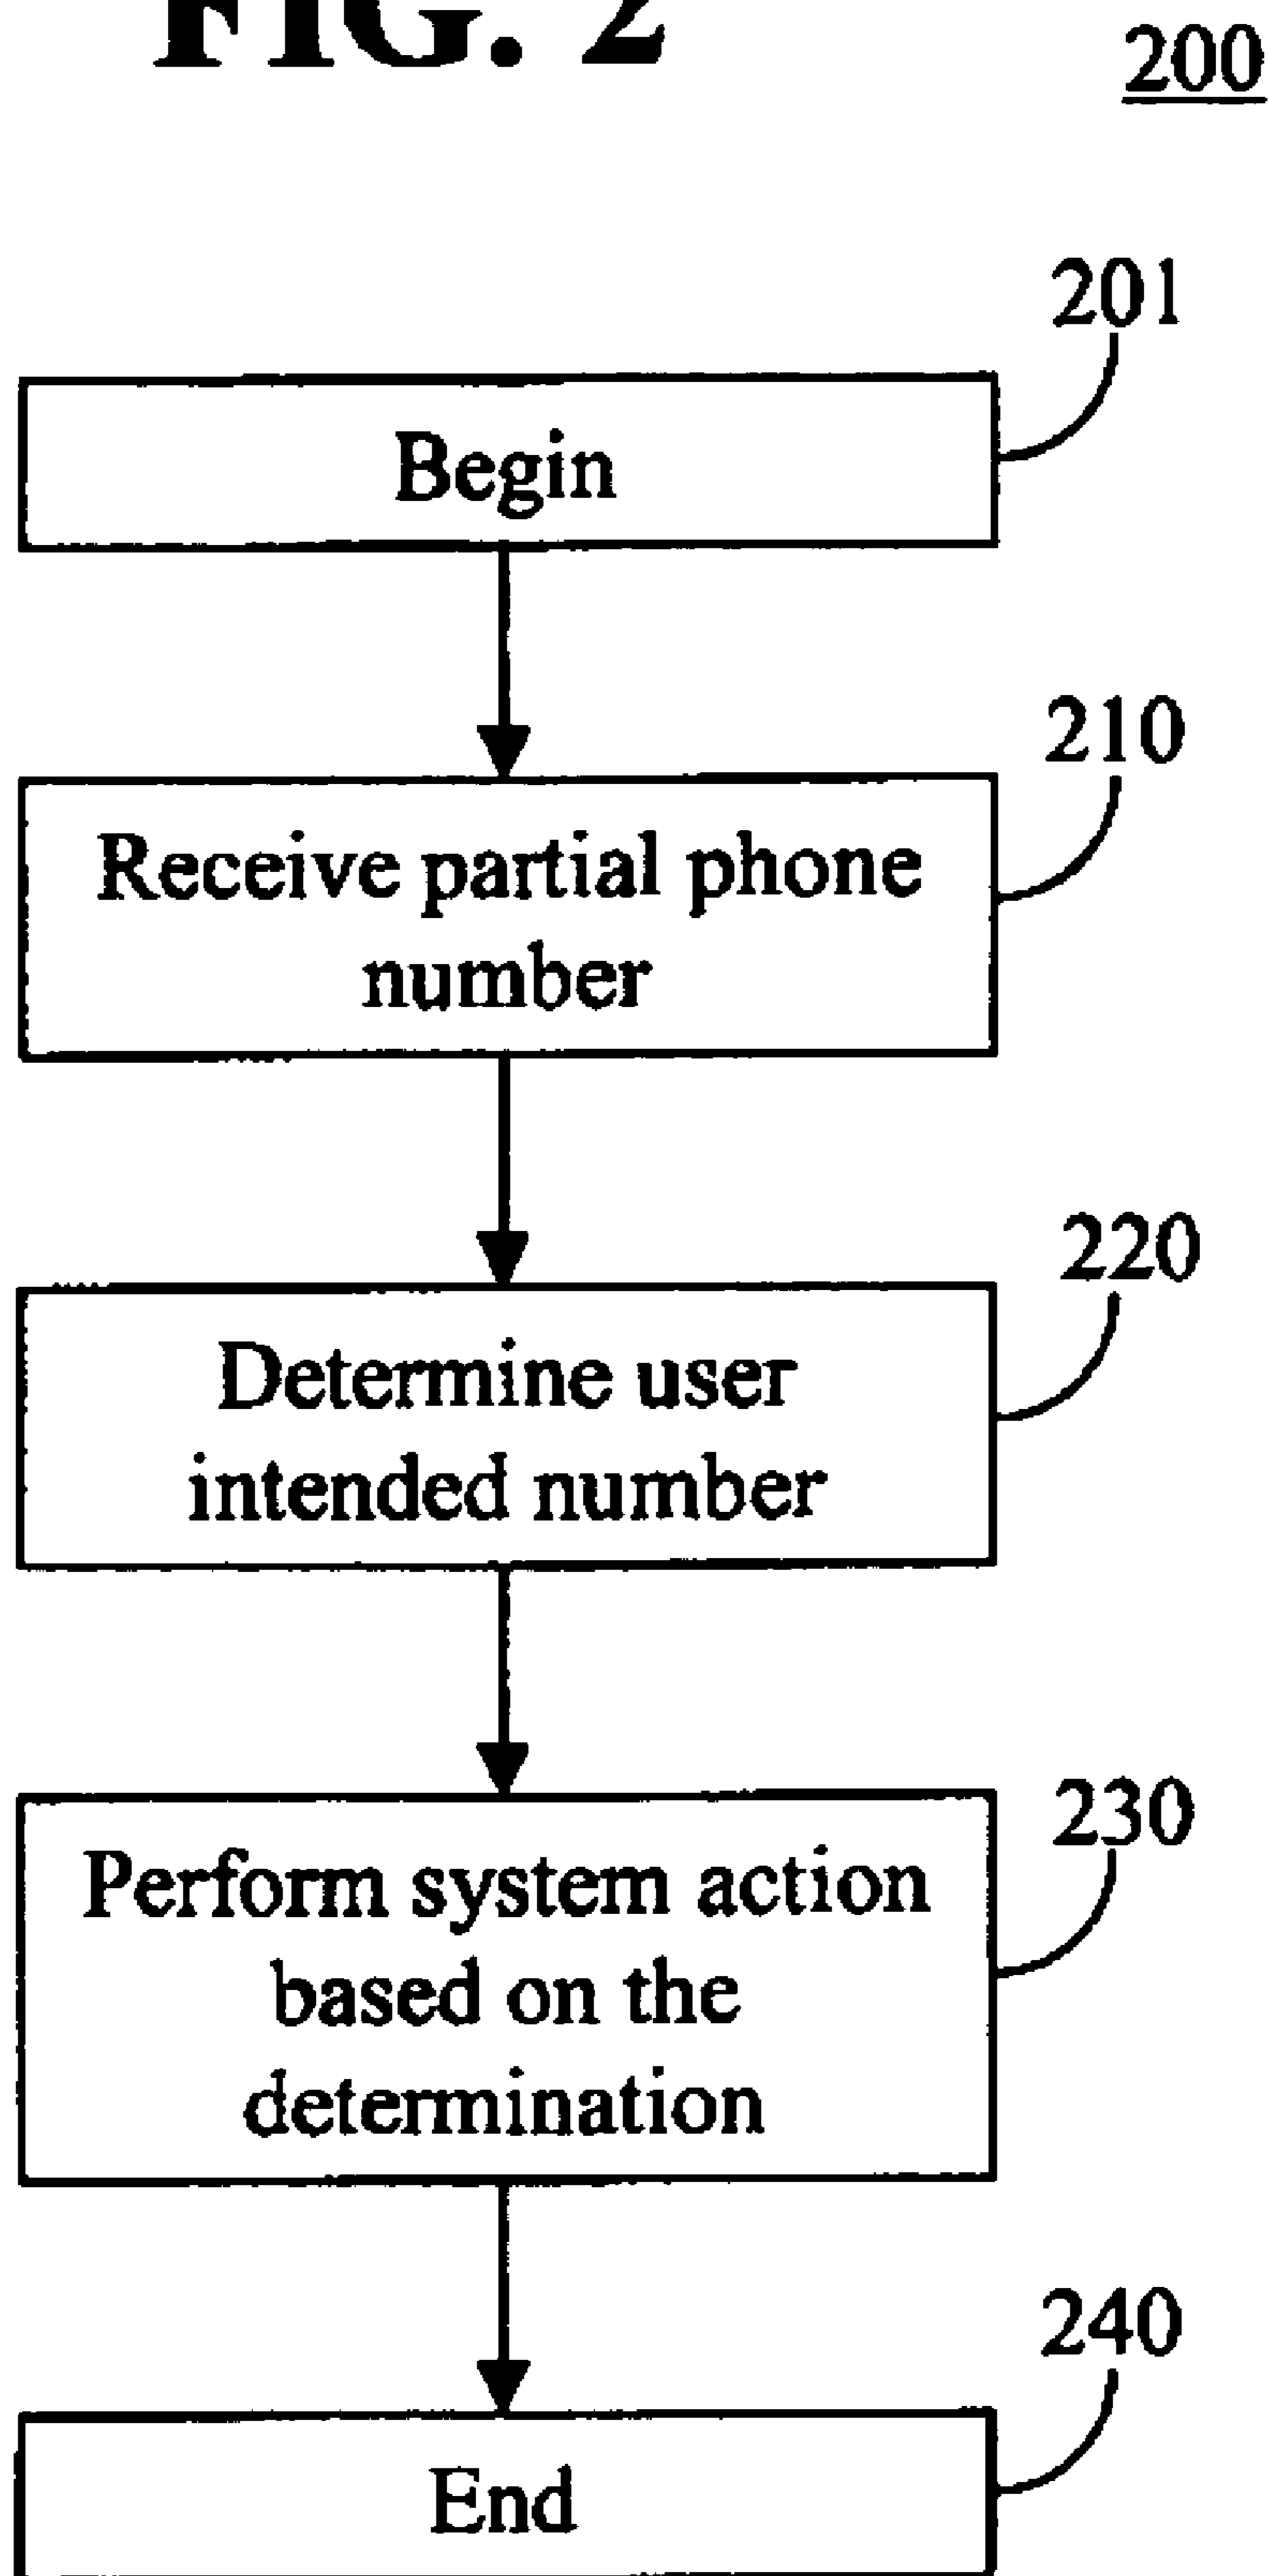 FIG. 2
200
201
Begin
210
Receive partial phone
number
220
Determine user
intended number
230
Perform system action
based on the
determination
240
End